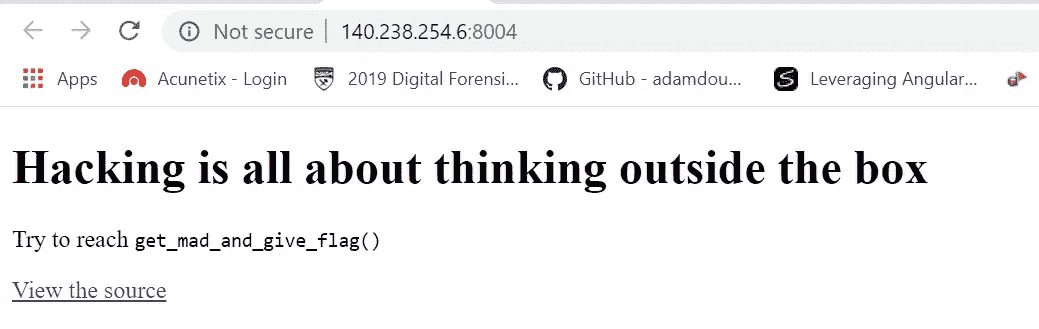 Not secure 140.238.254.6:8004
Apps Acunetix - Login 2019 Digital Forensi... GitHub - adamdou... Leveraging Angular...
Hacking is all about thinking outside the box
Try to reach get_mad_and_give_flag()
View the source